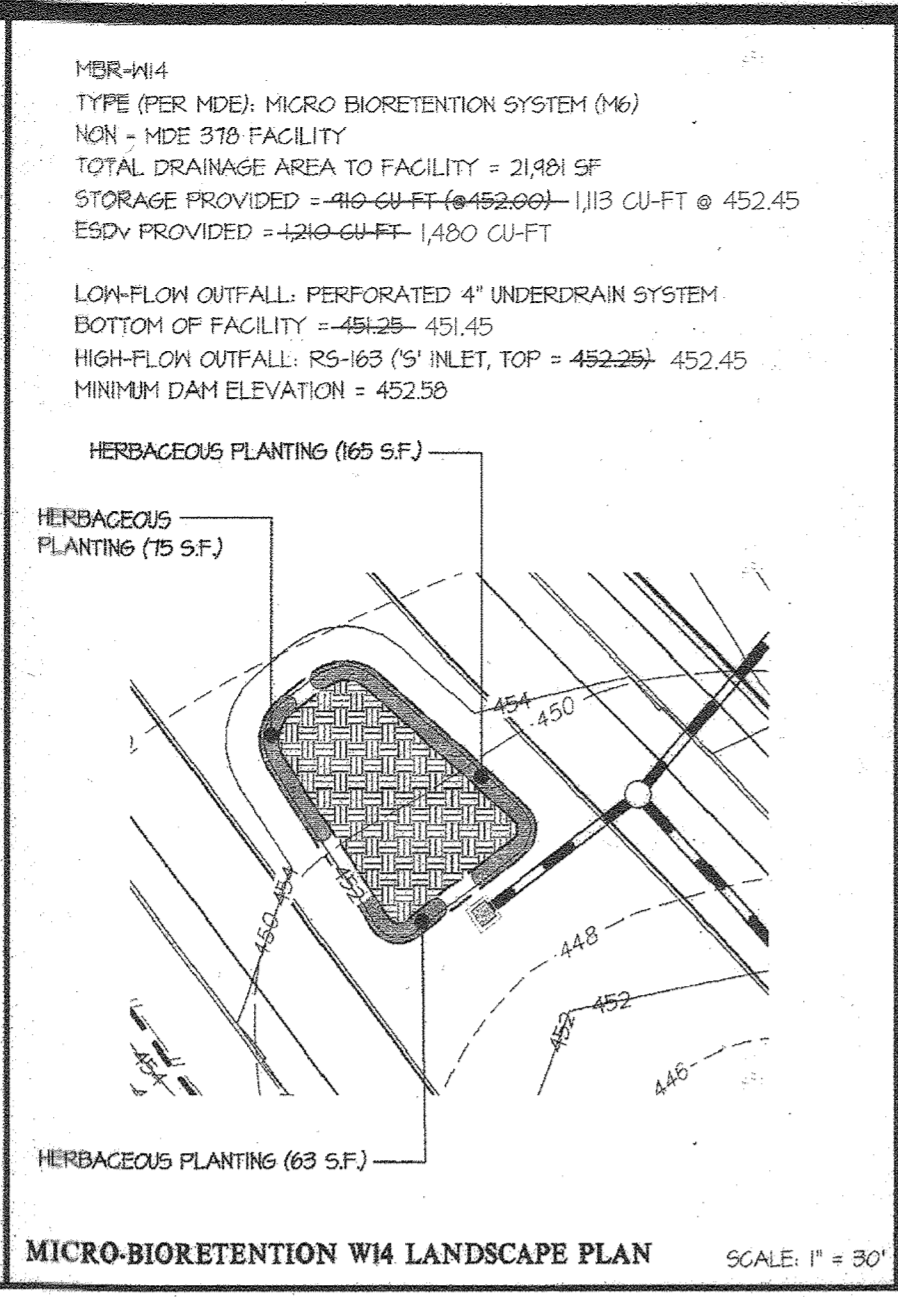 MBR-W14
TYPE (PER MDE): MICRO BIORETENTION SYSTEM (M6)
NON - MDE 378 FACILITY
TOTAL DRAINAGE AREA TO FACILITY = 21,981 SF
STORAGE PROVIDED = 910 CU-FT (@452.00) 1,113 CU-FT @ 452.45
ESDv PROVIDED = 1,210 CU-FT 1,480 CU-FT
LOW-FLOW OUTFALL: PERFORATED 4" UNDERDRAIN SYSTEM
BOTTOM OF FACILITY = 451.25 451.45
HIGH-FLOW OUTFALL: RS-163 ('S' INLET, TOP = 452.25) 452.45
MINIMUM DAM ELEVATION = 452.58
HERBACEOUS PLANTING (165 S.F.)
HERBACEOUS
PLANTING (75 S.F.)
454
450
2
452
454
450
448
452
452
454
446
HERBACEOUS PLANTING (63 S.F.)
MICRO-BIORETENTION W14 LANDSCAPE PLAN
SCALE: 1" = 30'